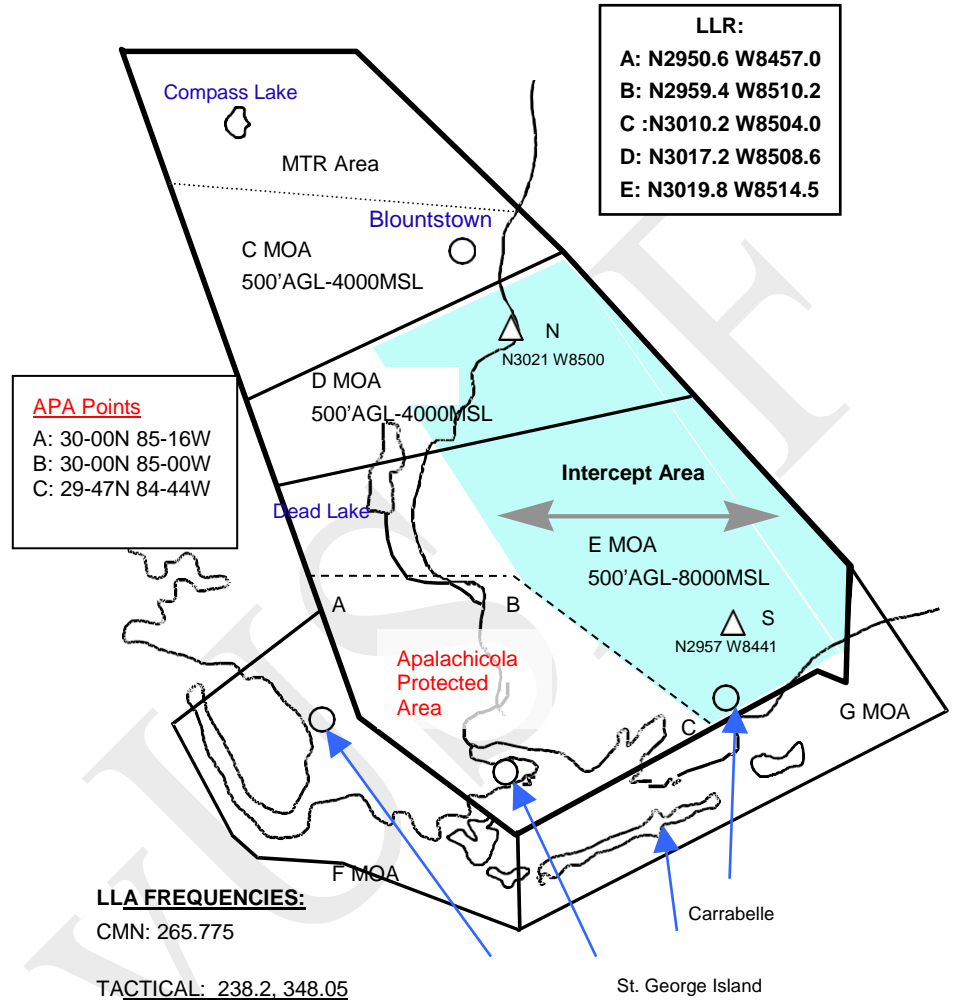 LLR:
A: N2950.6 W8457.0
B: N2959.4 W8510.2
C :N3010.2 W8504.0
D: N3017.2 W8508.6
E: N3019.8 W8514.5
Compass Lake
MTR Area
Blountstown
C MOA
500'AGL-4000MSL
N
N3021 W8500
D MOA
500'AGL-4000MSL
APA Points
A: 30-00N 85-16W
B: 30-00N 85-00W
C: 29-47N 84-44W
Intercept Area
Dead Lake
E MOA
500'AGL-8000MSL
A
B
S
N2957 W8441
Apalachicola
Protected
Area
C
G MOA
F MOA
LLA FREQUENCIES:
CMN: 265.775
Carrabelle
TACTICAL: 238.2, 348.05
St. George Island